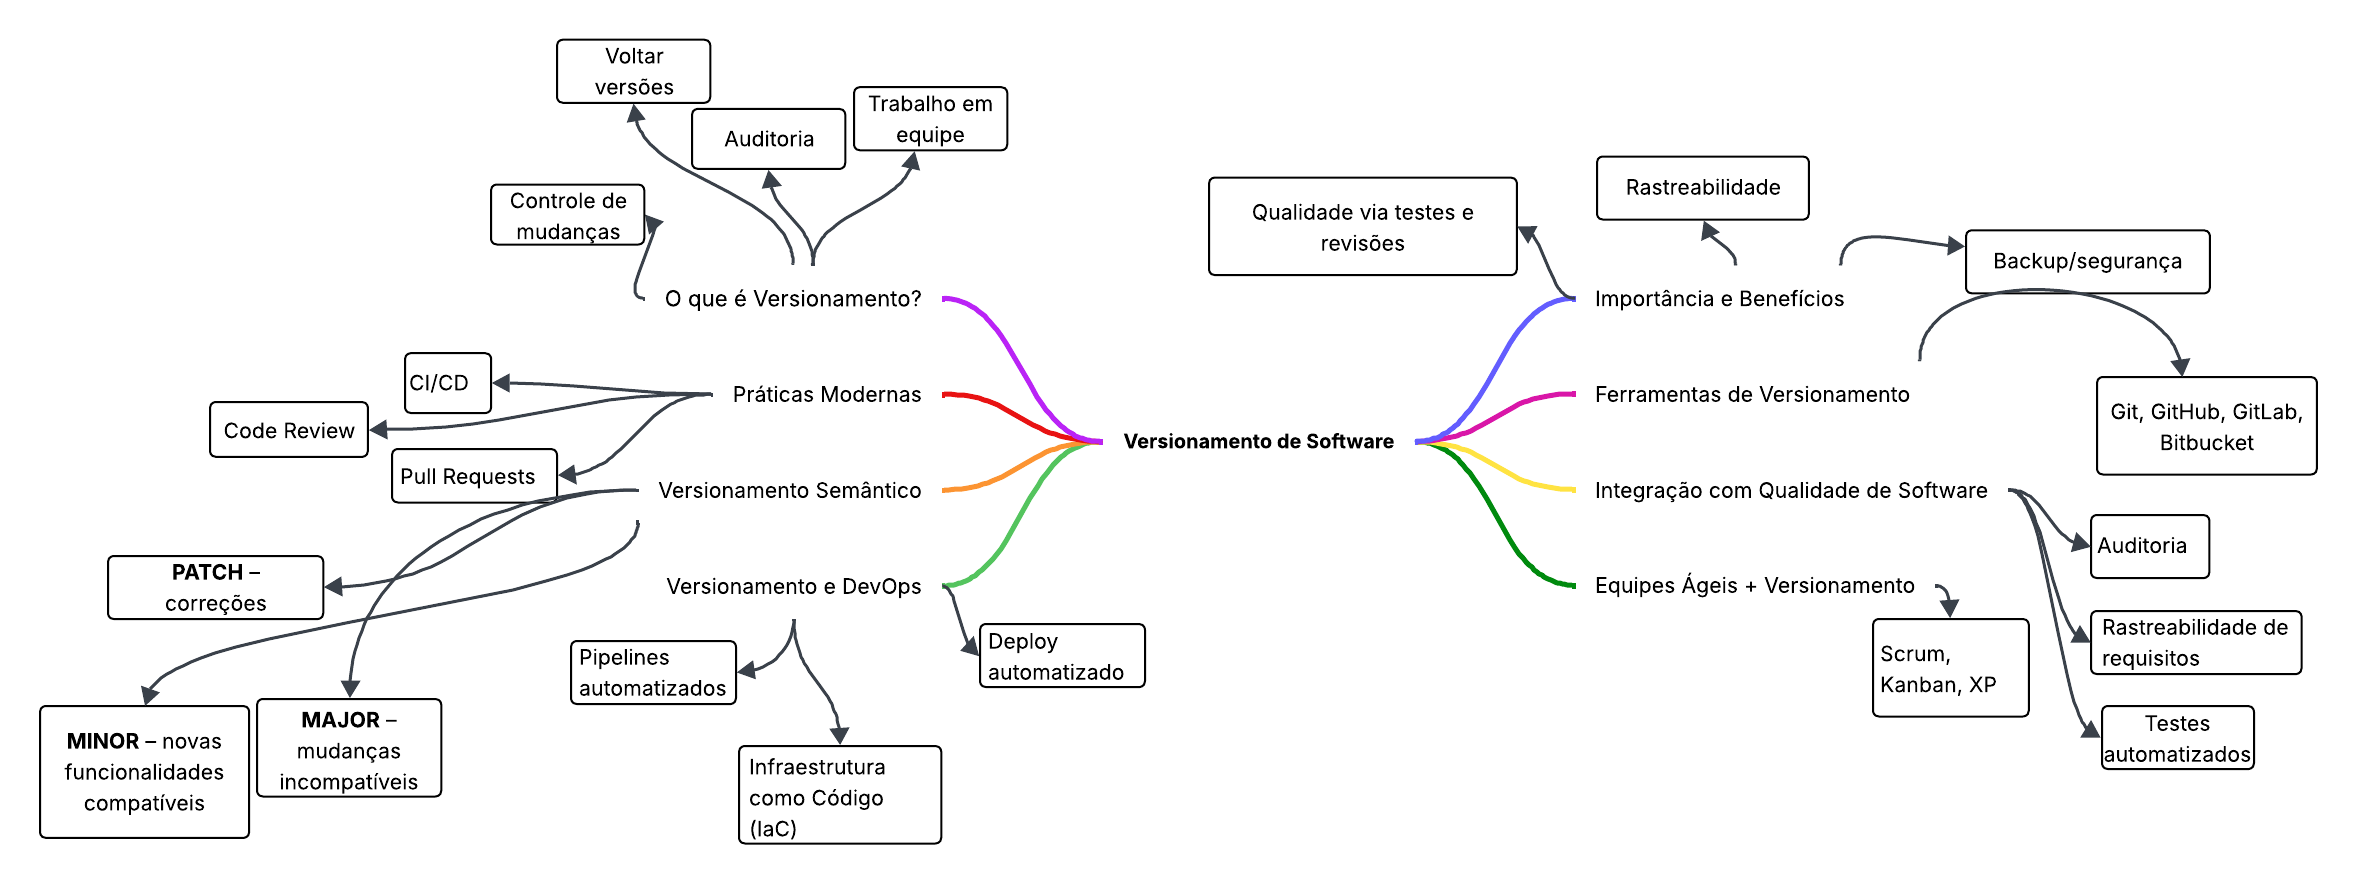 Voltar
versões
Auditoria
Trabalho em
equipe
Controle de
mudanças
O que é Versionamento?
CI/CD
Code Review
Pull Requests
Práticas Modernas
Versionamento Semântico
PATCH –
correções
MINOR – novas
funcionalidades
compatíveis
MAJOR –
mudanças
incompatíveis
Versionamento e DevOps
Pipelines
automatizados
Infraestrutura
como Código
(IaC)
Deploy
automatizado
Versionamento de Software
Qualidade via testes e
revisões
Rastreabilidade
Backup/segurança
Importância e Benefícios
Ferramentas de Versionamento
Git, GitHub, GitLab,
Bitbucket
Integração com Qualidade de Software
Auditoria
Rastreabilidade de
requisitos
Testes
automatizados
Equipes Ágeis + Versionamento
Scrum,
Kanban, XP